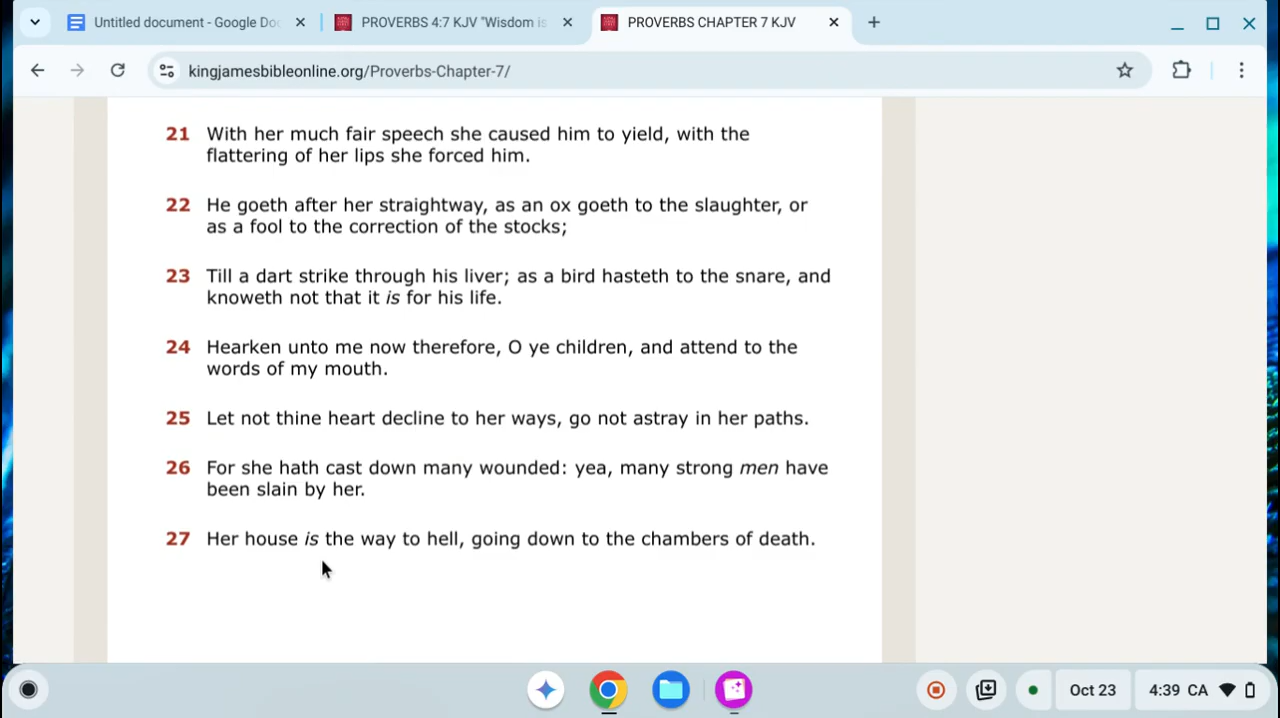 Untitled document - Google Doc
PROVERBS 4:7 KJV "Wisdom is
PROVERBS CHAPTER 7 KJV
kingjamesbibleonline.org/Proverbs-Chapter-7/
21 With her much fair speech she caused him to yield, with the
flattering of her lips she forced him.
22 He goeth after her straightway, as an ox goeth to the slaughter, or
as a fool to the correction of the stocks;
23 Till a dart strike through his liver; as a bird hasteth to the snare, and
knoweth not that it is for his life.
24 Hearken unto me now therefore, O ye children, and attend to the
words of my mouth.
25 Let not thine heart decline to her ways, go not astray in her paths.
26 For she hath cast down many wounded: yea, many strong men have
been slain by her.
27 Her house is the way to hell, going down to the chambers of death.
Oct 23
4:39 CA